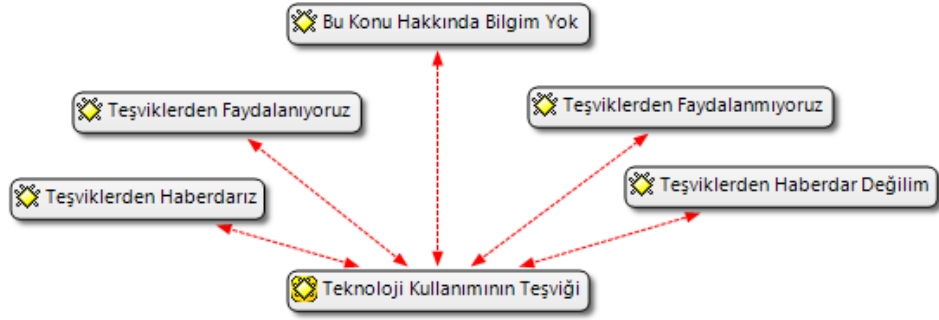 Bu Konu Hakkında Bilgim Yok
Teşviklerden Faydalanıyoruz
Teşviklerden Faydalanmıyoruz
Teşviklerden Haberdarız
Teşviklerden Haberdar Değilim
Teknoloji Kullanımının Teşviği